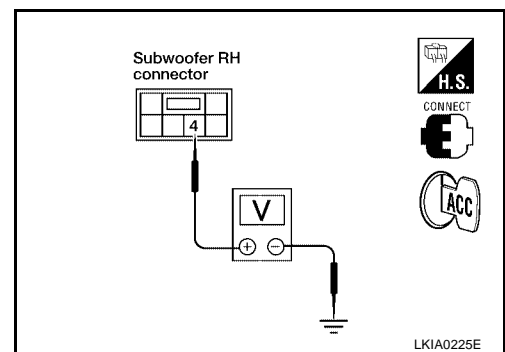 Subwoofer RH
connector
4
V
+ −
H.S.
CONNECT
ACC
LKIA0225E